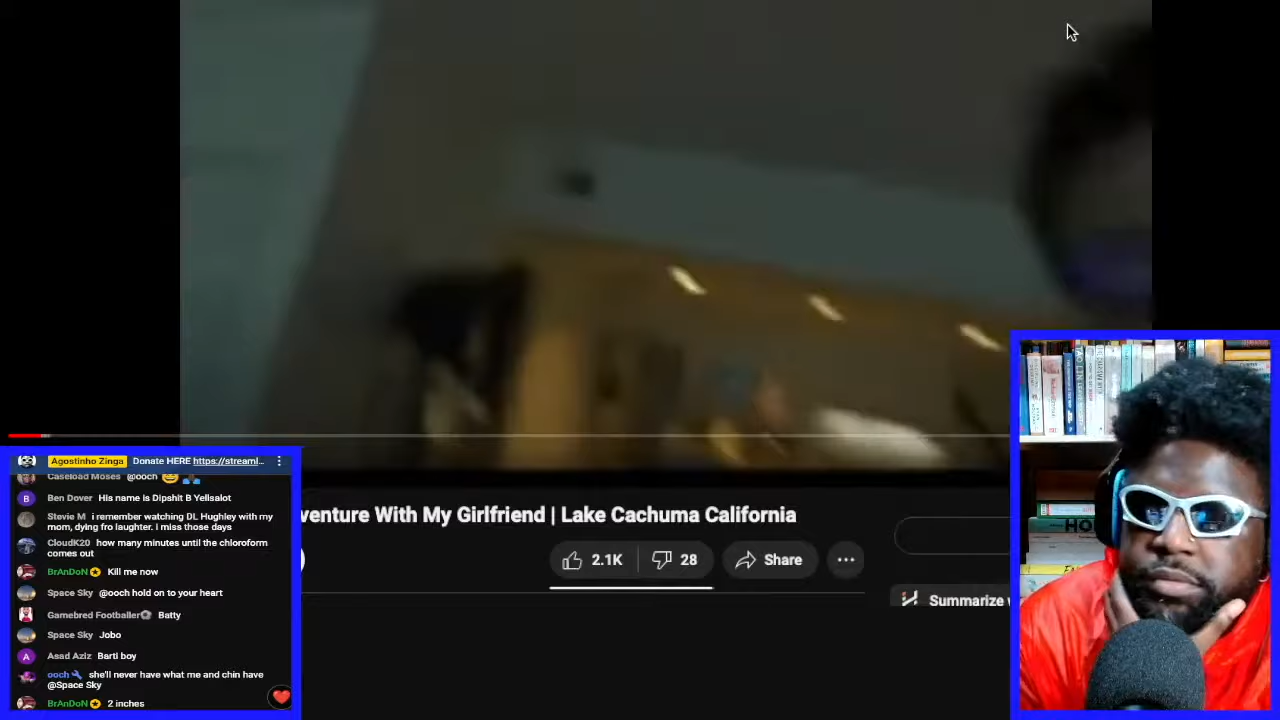 venture With My Girlfriend | Lake Cachuma California
2.1K
28
Share
Summarize
Agostinho Zinga Donate HERE https://streaml...
Caseload Moses @ooch
B Ben Dover His name is Dipshit B Yellsalot
Stevie M i remember watching DL Hughley with my
mom, dying fro laughter. i miss those days
CloudK20 how many minutes until the chloroform
comes out
BrAnDoN Kill me now
Space Sky @ooch hold on to your heart
Gamebred Footballer Batty
Space Sky Jobo
A Asad Aziz Barti boy
ooch she'll never have what me and chin have
@Space Sky
BrAnDoN 2 inches